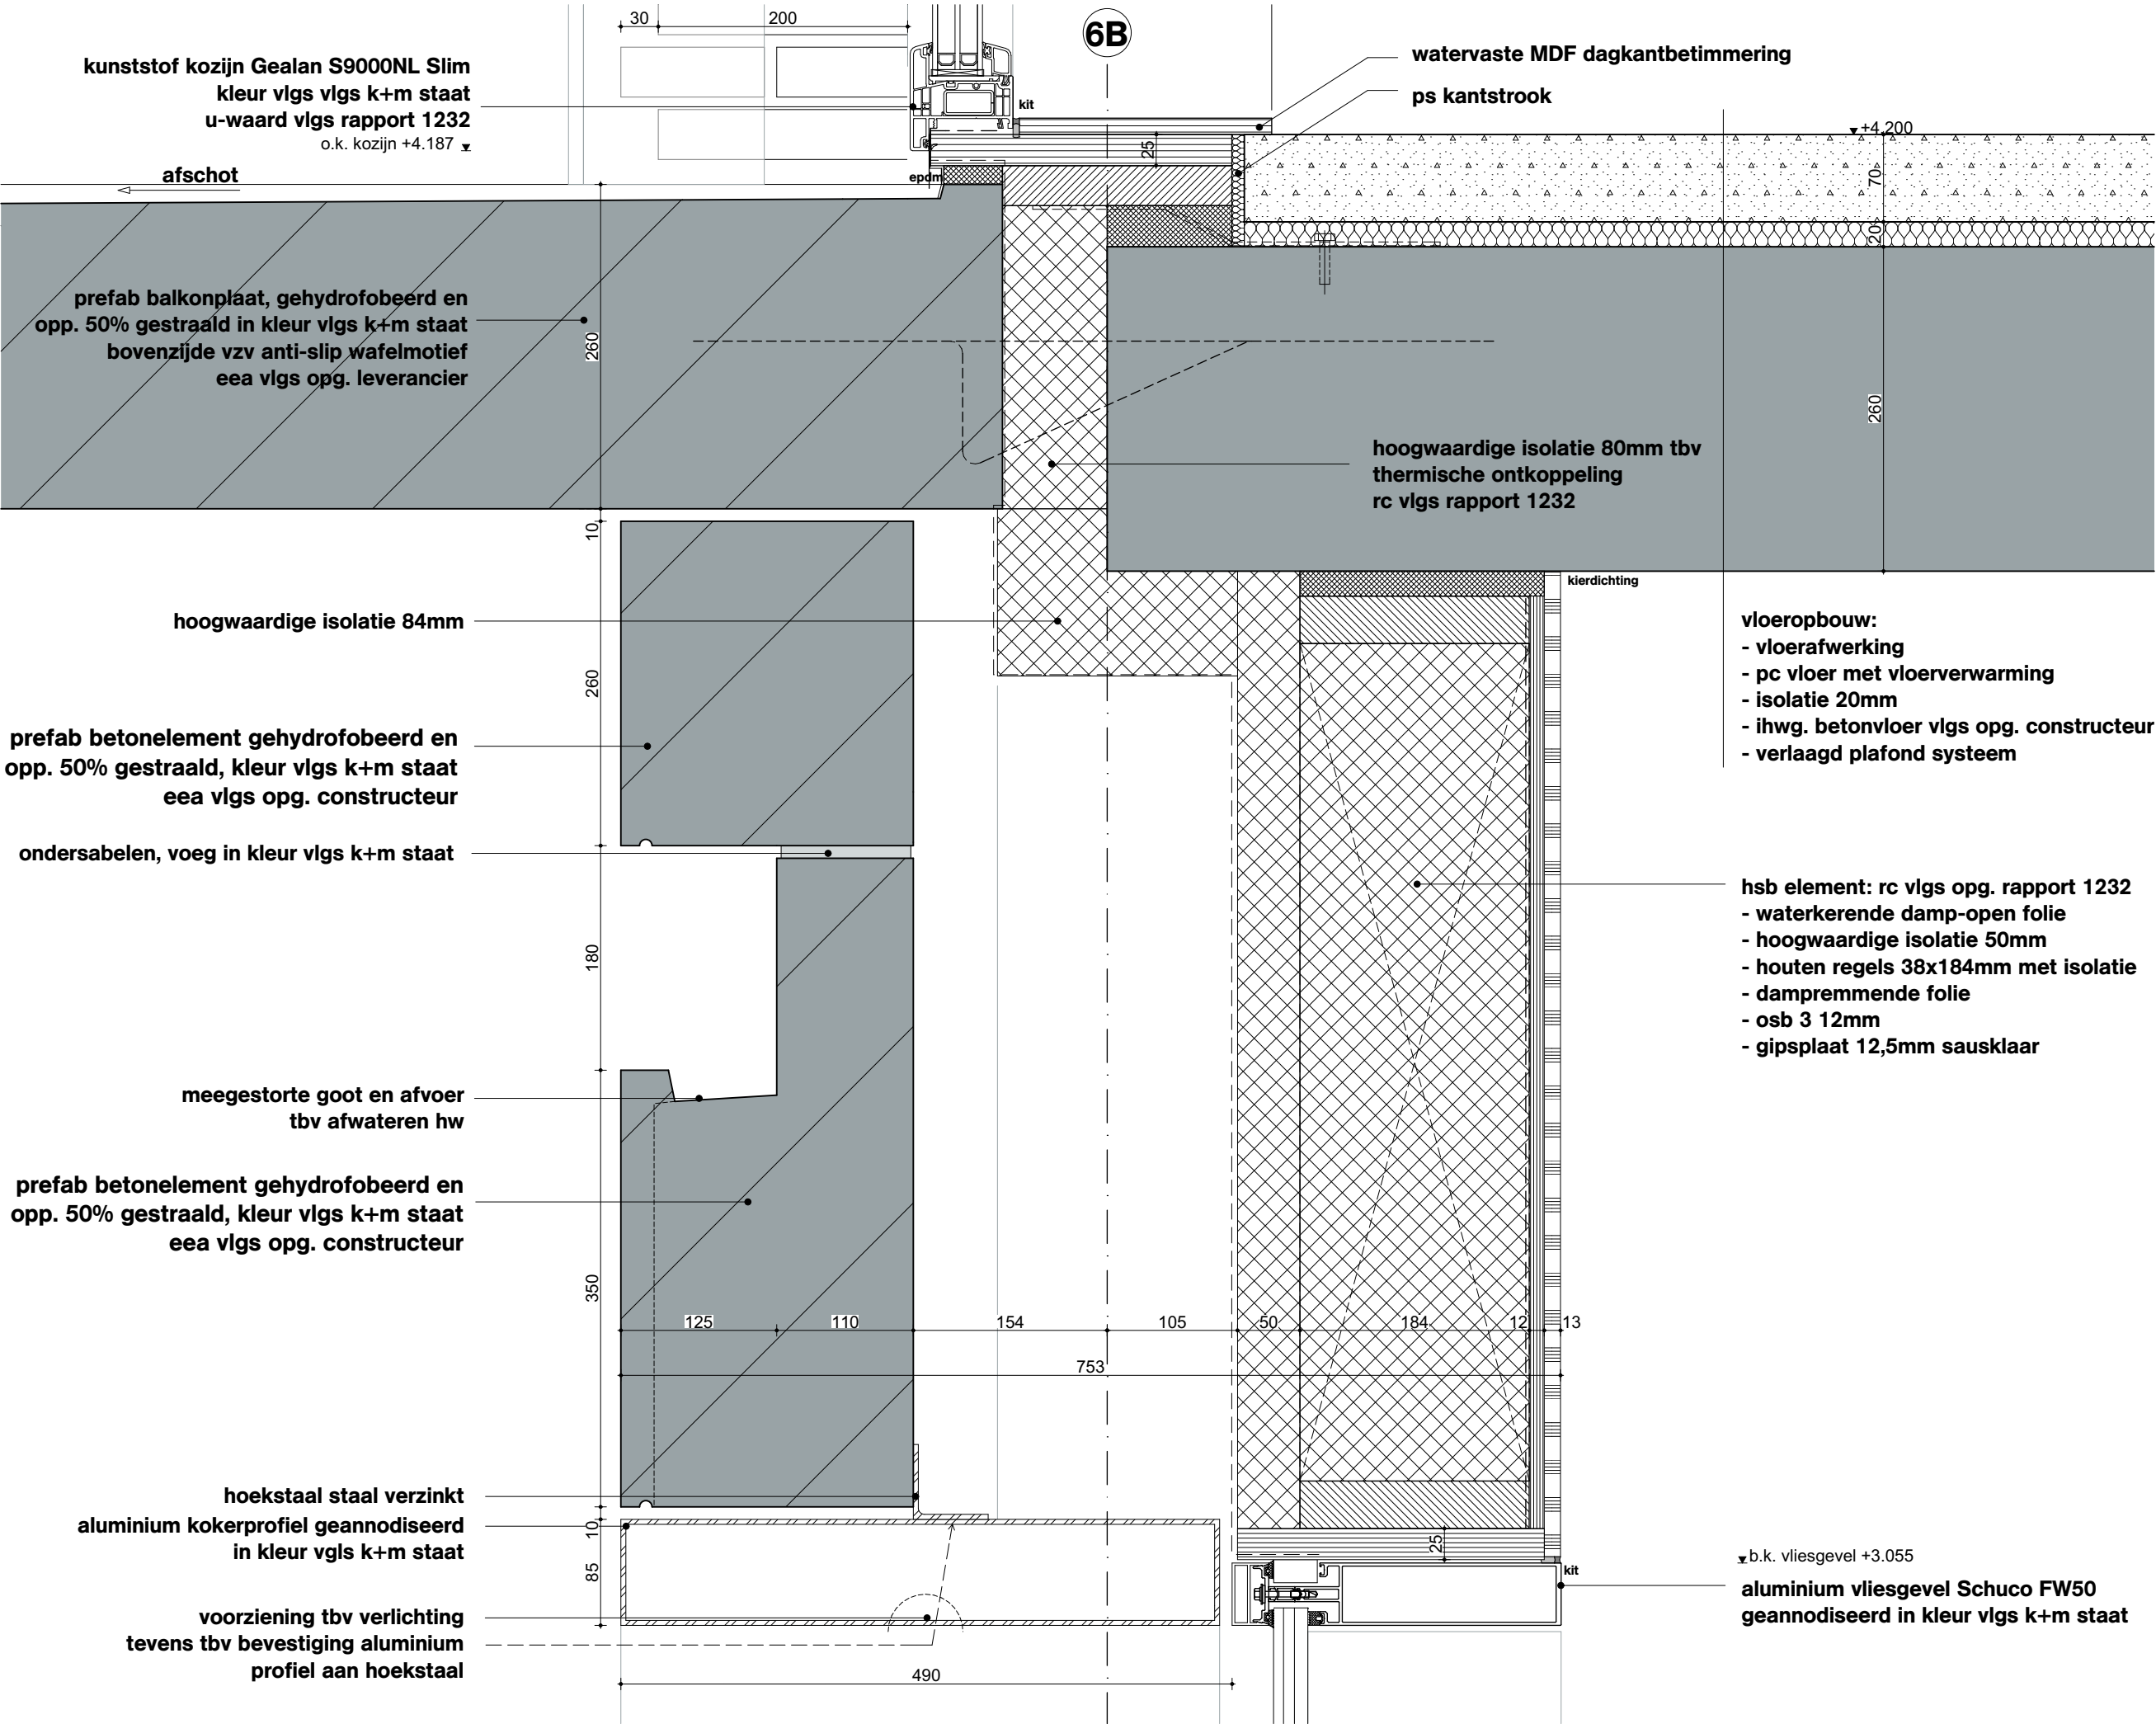 30
200
6B
kunststof kozijn Gealan S9000NL Slim
kleur vlgs vlgs k+m staat
u-waard vlgs rapport 1232
o.k. kozijn +4.187
kit
watervaste MDF dagkantbetimmering
ps kantstrook
+4.200
afschot
epdm
25
70
20
prefab balkonplaat, gehydrofobeerd en
opp. 50% gestraald in kleur vlgs k+m staat
bovenzijde vzv anti-slip wafelmotief
eea vlgs opg. leverancier
260
260
hoogwaardige isolatie 80mm tbv
thermische ontkoppeling
rc vlgs rapport 1232
10
kierdichting
hoogwaardige isolatie 84mm
260
vloeropbouw:
- vloerafwerking
- pc vloer met vloerverwarming
- isolatie 20mm
- ihwg. betonvloer vlgs opg. constructeur
- verlaagd plafond systeem
prefab betonelement gehydrofobeerd en
opp. 50% gestraald, kleur vlgs k+m staat
eea vlgs opg. constructeur
ondersabelen, voeg in kleur vlgs k+m staat
180
hsb element: rc vlgs opg. rapport 1232
- waterkerende damp-open folie
- hoogwaardige isolatie 50mm
- houten regels 38x184mm met isolatie
- dampremmende folie
- osb 3 12mm
- gipsplaat 12,5mm sausklaar
meegestorte goot en afvoer
tbv afwateren hw
prefab betonelement gehydrofobeerd en
opp. 50% gestraald, kleur vlgs k+m staat
eea vlgs opg. constructeur
350
125
110
154
105
50
184
12
13
753
hoekstaal staal verzinkt
aluminium kokerprofiel geannodiseerd
in kleur vgls k+m staat
10
85
25
kit
b.k. vliesgevel +3.055
aluminium vliesgevel Schuco FW50
geannodiseerd in kleur vlgs k+m staat
voorziening tbv verlichting
tevens tbv bevestiging aluminium
profiel aan hoekstaal
490